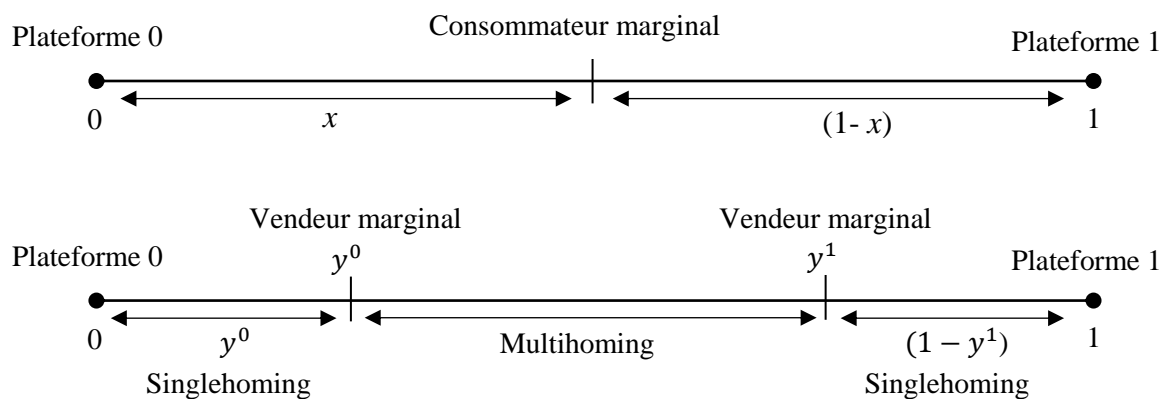 Consommateur marginal
Plateforme 0 Plateforme 1
0 x (1- x) 1
Vendeur marginal Vendeur marginal
Plateforme 0 y⁰ y¹ Plateforme 1
0 y⁰ Multihoming (1 − y¹) 1
Singlehoming Singlehoming